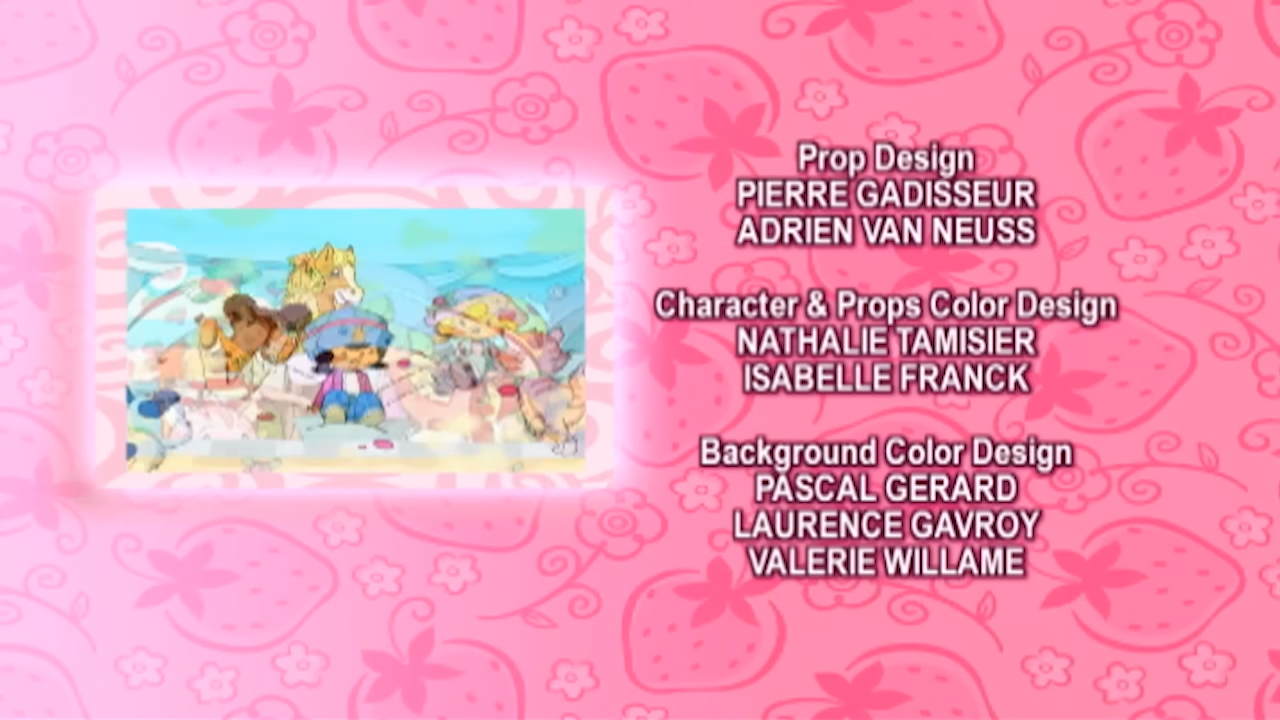 Prop Design
PIERRE GADISSEUR
ADRIEN VAN NEUSS
Character & Props Color Design
NATHALIE TAMISIER
ISABELLE FRANCK
Background Color Design
PASCAL GERARD
LAURENCE GAVROY
VALERIE WILLAME